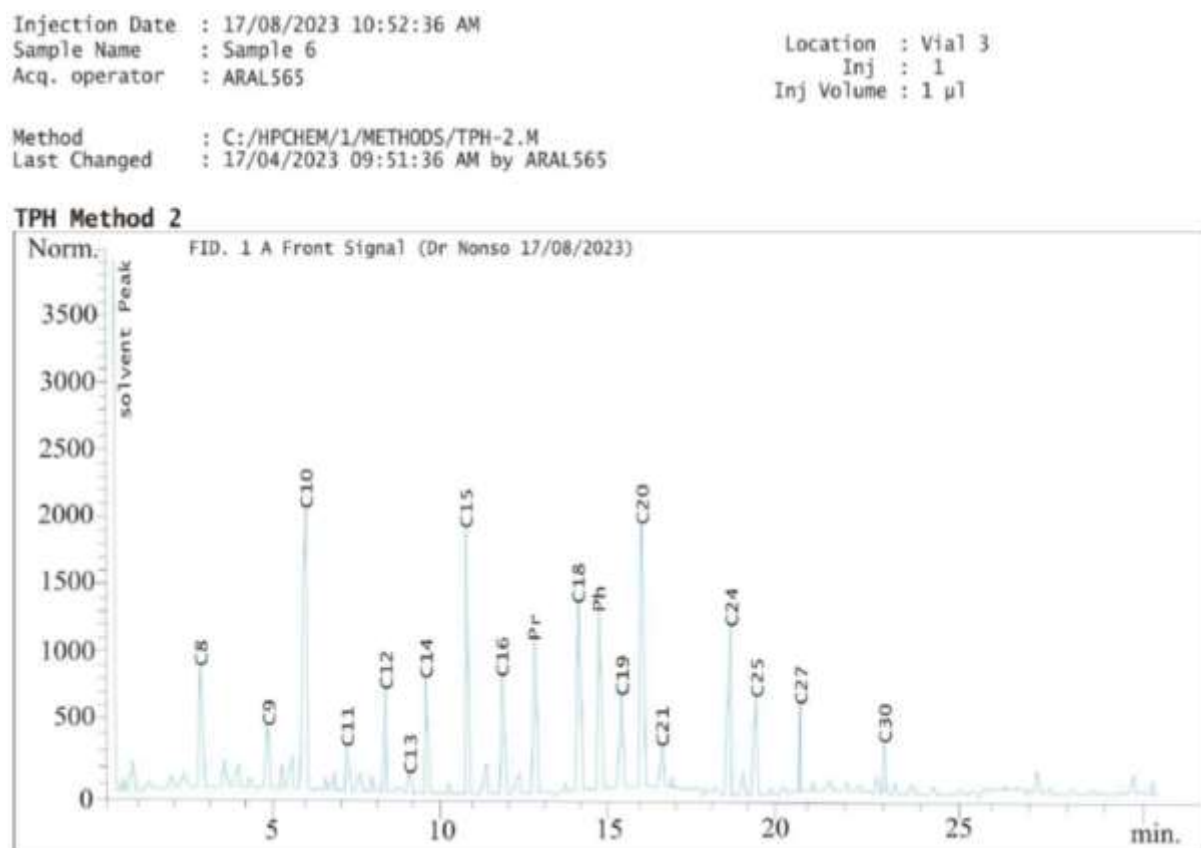 Injection Date : 17/08/2023 10:52:36 AM
Sample Name : Sample 6
Acq. operator : ARAL565
Location : Vial 3
Inj : 1
Inj Volume : 1 µl
Method : C:/HPCHEM/1/METHODS/TPH-2.M
Last Changed : 17/04/2023 09:51:36 AM by ARAL565
TPH Method 2
Norm.
FID. 1 A Front Signal (Dr Nonso 17/08/2023)
solvent Peak
3500
3000
2500
2000
1500
1000
500
0
C8
C9
C10
C11
C12
C13
C14
C15
C16
Pr
C18
Ph
C19
C20
C21
C24
C25
C27
C30
5
10
15
20
25
min.